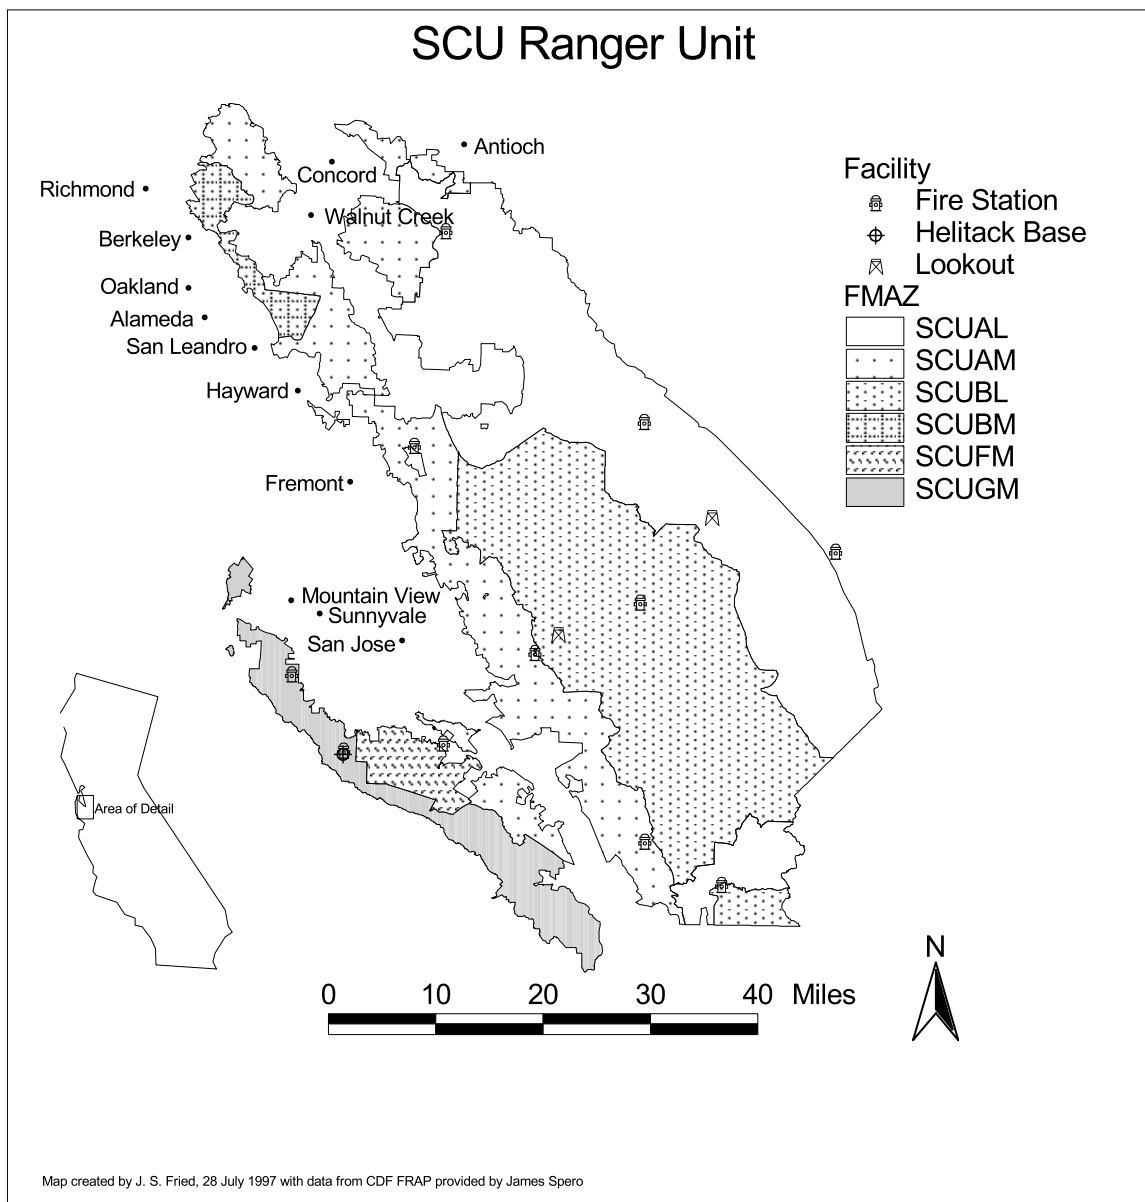 SCU Ranger Unit
Antioch
Concord
Richmond
Walnut Creek
Berkeley
Oakland
Alameda
San Leandro
Hayward
Fremont
Mountain View
Sunnyvale
San Jose
Area of Detail
Facility
Fire Station
Helitack Base
Lookout
FMAZ
SCUAL
SCUAM
SCUBL
SCUBM
SCUFM
SCUGM
N
0 10 20 30 40 Miles
Map created by J. S. Fried, 28 July 1997 with data from CDF FRAP provided by James Spero